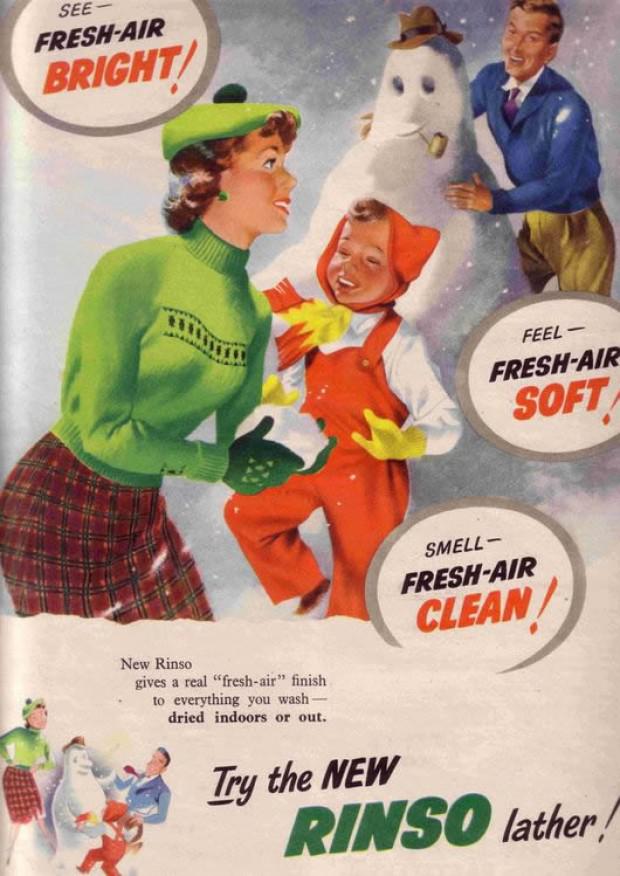 SEE—
FRESH-AIR
BRIGHT!
FEEL—
FRESH-AIR
SOFT!
SMELL—
FRESH-AIR
CLEAN!
New Rinso
gives a real "fresh-air" finish
to everything you wash—
dried indoors or out.
Try the NEW
RINSO lather!